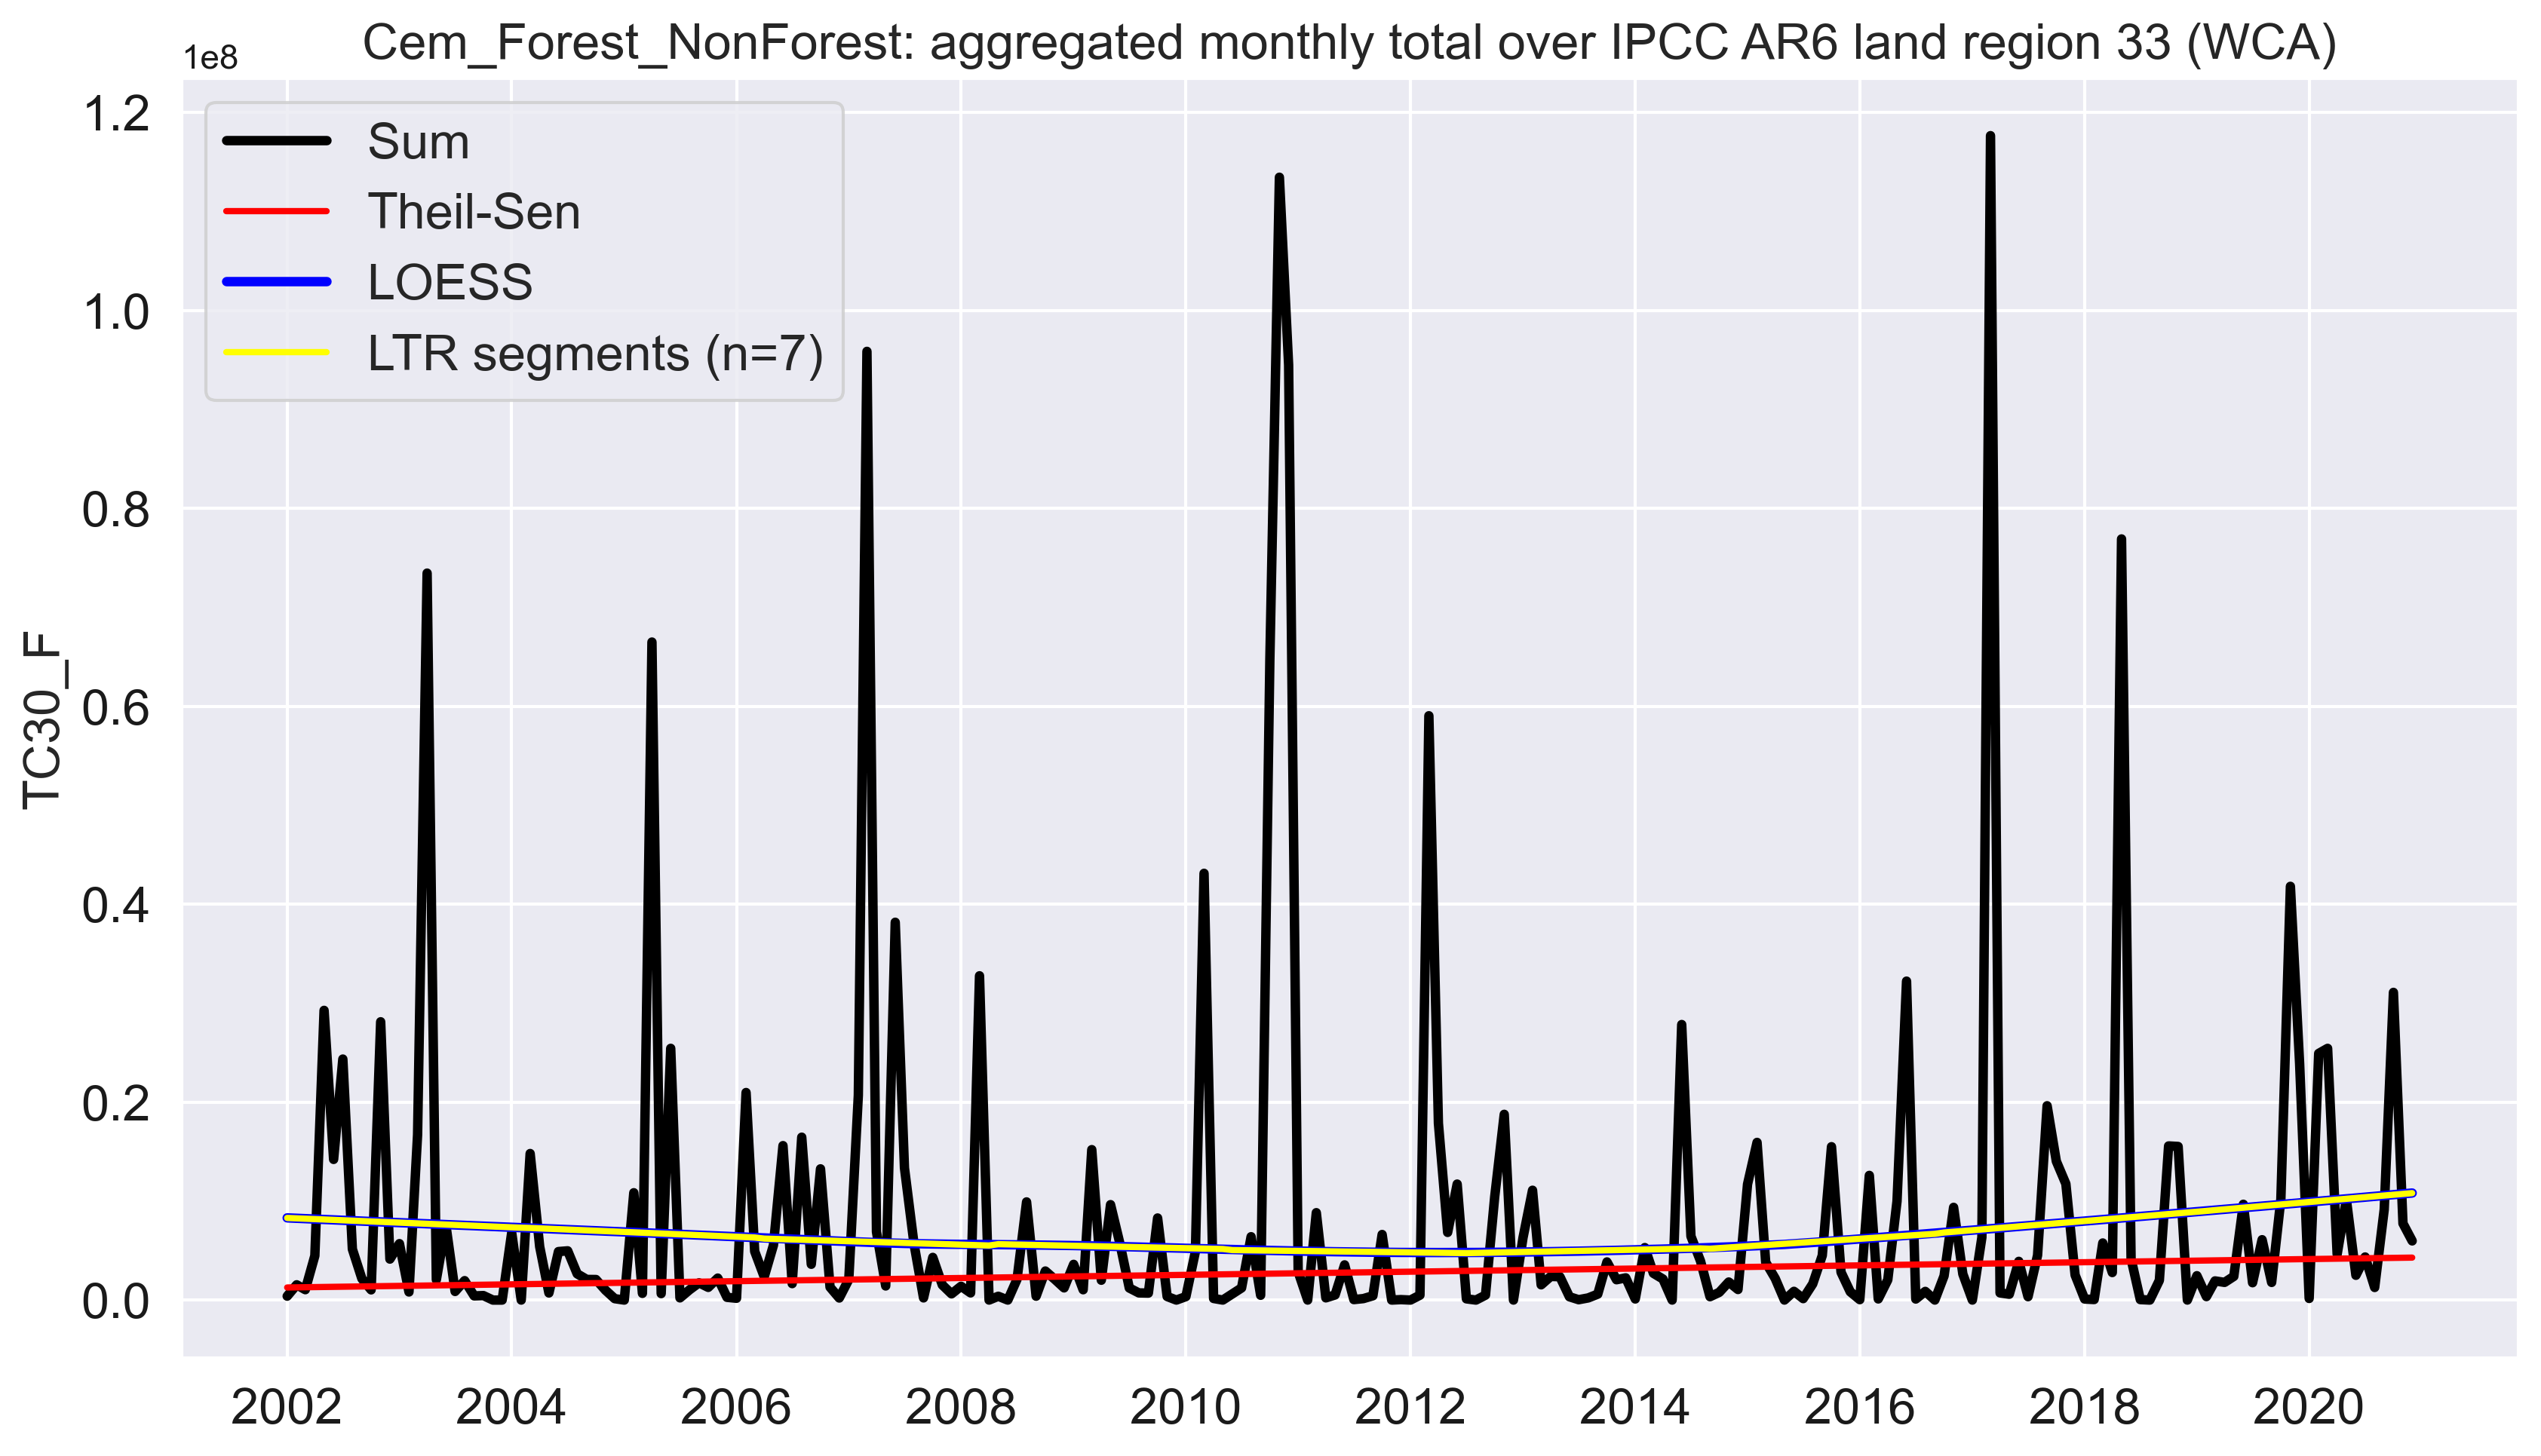 Cem_Forest_NonForest: aggregated monthly total over IPCC AR6 land region 33 (WCA)
1e8
1.2
1.0
0.8
0.6
0.4
0.2
0.0
TC30_F
Sum
Theil-Sen
LOESS
LTR segments (n=7)
2002 2004 2006 2008 2010 2012 2014 2016 2018 2020